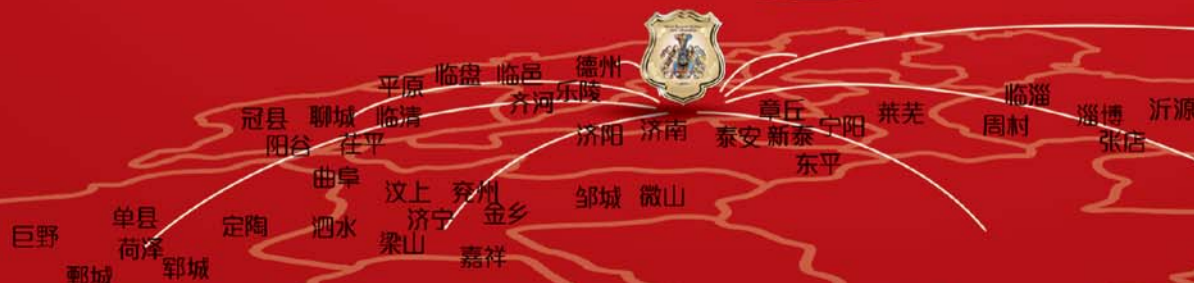 德州
平原 临盘 临邑
乐陵
齐河
冠县 聊城 临清
阳谷 茌平
济阳 济南
章丘
泰安 新泰 宁阳
莱芜
东平
临淄
周村
淄博
张店
沂源
曲阜
汶上 兖州
邹城 微山
济宁 金乡
单县
定陶 泗水
巨野
荷泽
梁山
嘉祥
鄄城 郓城